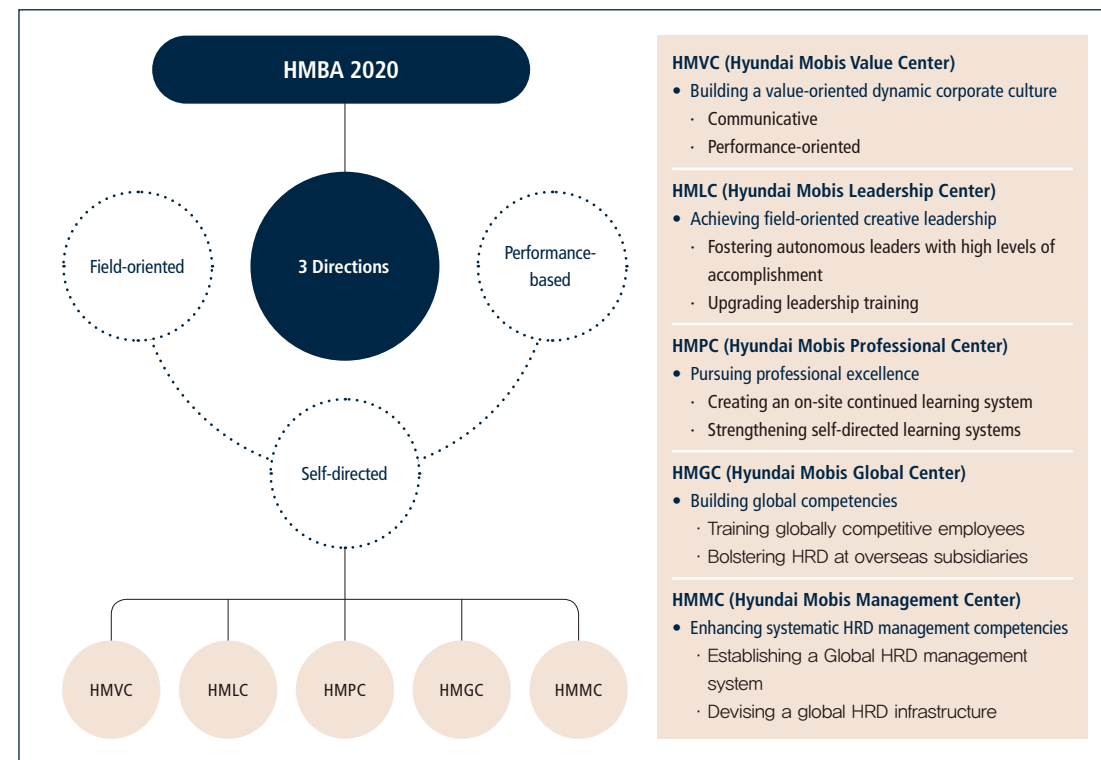 HMBA 2020
3 Directions
Field-oriented
Performance-
based
Self-directed
HMVC
HMLC
HMPC
HMGC
HMMC
HMVC (Hyundai Mobis Value Center)
• Building a value-oriented dynamic corporate culture
· Communicative
· Performance-oriented
HMLC (Hyundai Mobis Leadership Center)
• Achieving field-oriented creative leadership
· Fostering autonomous leaders with high levels of
accomplishment
· Upgrading leadership training
HMPC (Hyundai Mobis Professional Center)
• Pursuing professional excellence
· Creating an on-site continued learning system
· Strengthening self-directed learning systems
HMGC (Hyundai Mobis Global Center)
• Building global competencies
· Training globally competitive employees
· Bolstering HRD at overseas subsidiaries
HMMC (Hyundai Mobis Management Center)
• Enhancing systematic HRD management competencies
· Establishing a Global HRD management
system
· Devising a global HRD infrastructure